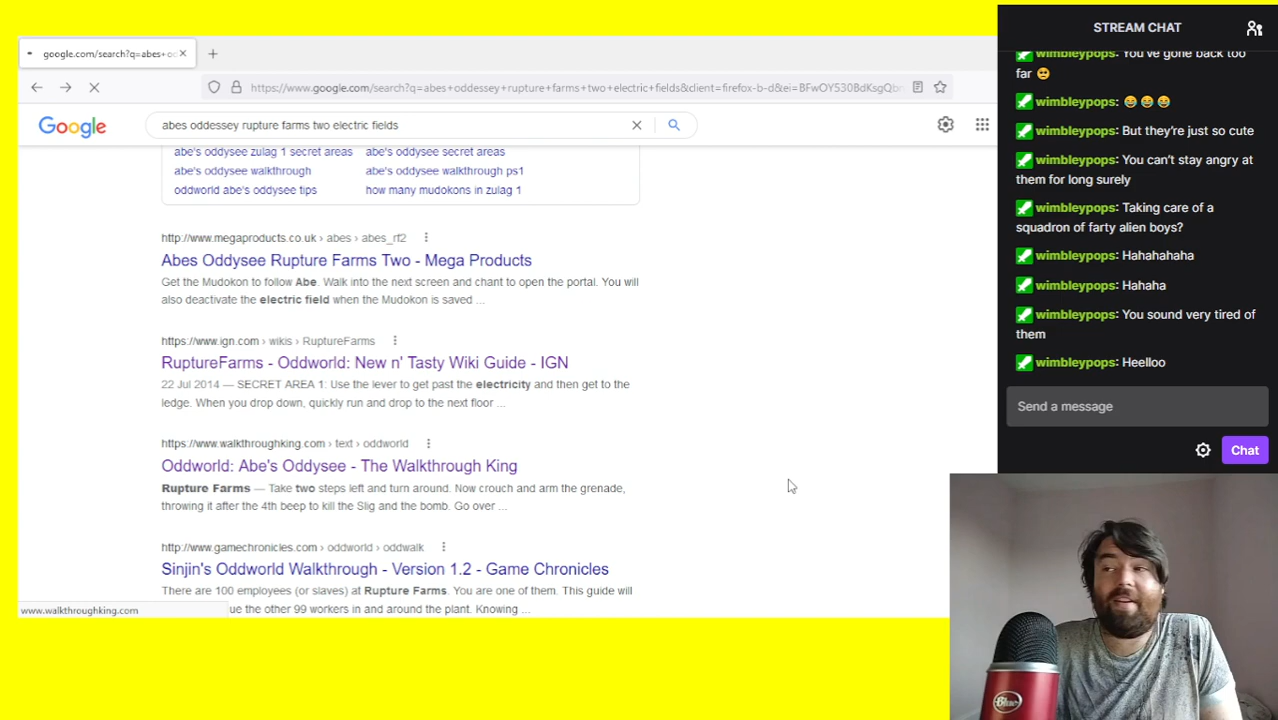 google.com/search?q=abes+od
https://www.google.com/search?q=abes+oddessey+rupture+farms+two+electric+fields&client=firefox-b-d&ei=BFwOY530BdKsgQb
Google
abes oddessey rupture farms two electric fields
abe's oddysee zulag 1 secret areas
abe's oddysee secret areas
abe's oddysee walkthrough
abe's oddysee walkthrough ps1
oddworld abe's oddysee tips
how many mudokons in zulag 1
http://www.megaproducts.co.uk › abes › abes_rf2
Abes Oddysee Rupture Farms Two - Mega Products
Get the Mudokon to follow Abe. Walk into the next screen and chant to open the portal. You will
also deactivate the electric field when the Mudokon is saved ...
https://www.ign.com › wikis › RuptureFarms
RuptureFarms - Oddworld: New n' Tasty Wiki Guide - IGN
22 Jul 2014 — SECRET AREA 1: Use the lever to get past the electricity and then get to the
ledge. When you drop down, quickly run and drop to the next floor ...
https://www.walkthroughking.com › text › oddworld
Oddworld: Abe's Oddysee - The Walkthrough King
Rupture Farms — Take two steps left and turn around. Now crouch and arm the grenade,
throwing it after the 4th beep to kill the Slig and the bomb. Go over ...
http://www.gamechronicles.com › oddworld › oddwalk
Sinjin's Oddworld Walkthrough - Version 1.2 - Game Chronicles
There are 100 employees (or slaves) at Rupture Farms. You are one of them. This guide will
ue the other 99 workers in and around the plant. Knowing ...
www.walkthroughking.com
STREAM CHAT
wimbleypops: You've gone back too
far 🥺
wimbleypops: 😂😂😂
wimbleypops: But they're just so cute
wimbleypops: You can't stay angry at
them for long surely
wimbleypops: Taking care of a
squadron of farty alien boys?
wimbleypops: Hahahahaha
wimbleypops: Hahaha
wimbleypops: You sound very tired of
them
wimbleypops: Heelloo
Send a message
Chat
Blue